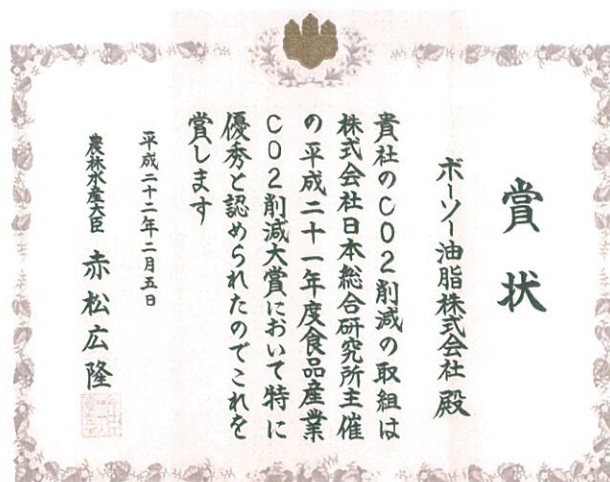 賞状
ボーソー油脂株式会社 殿
貴社のCO2削減の取組は
株式会社日本総合研究所主催
の平成二十一年度食品産業
CO2削減大賞において特に
優秀と認められたのでこれを
賞します
平成二十二年二月五日
農林水産大臣 赤松広隆